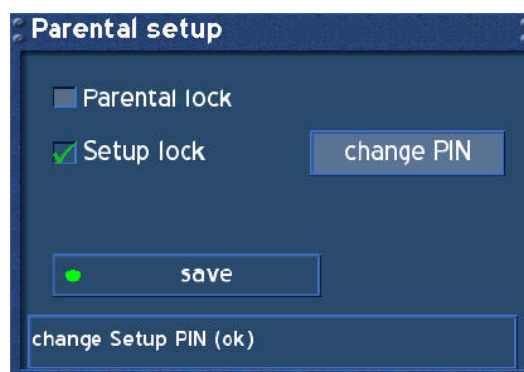 Parental setup
Parental lock
Setup lock
change PIN
save
change Setup PIN (ok)